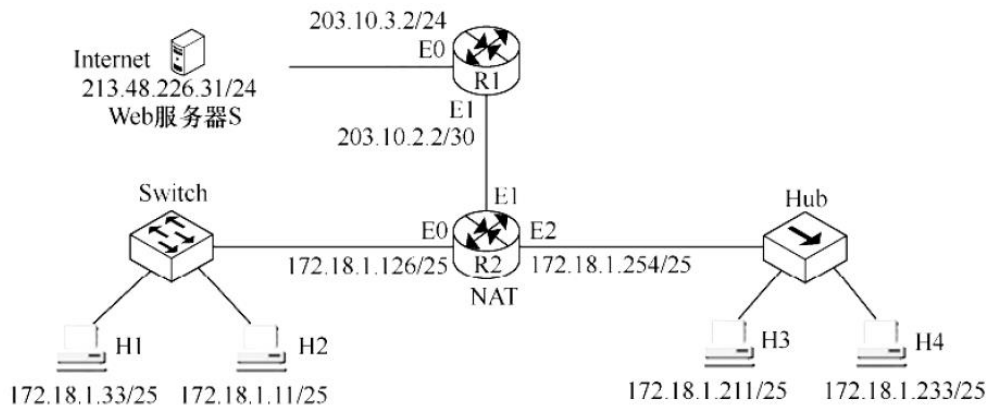 203.10.3.2/24
E0
R1
Internet
213.48.226.31/24
Web服务器S
E1
203.10.2.2/30
Switch
Hub
E1
E0
E2
172.18.1.126/25
R2
172.18.1.254/25
NAT
H1
H2
H3
H4
172.18.1.33/25
172.18.1.11/25
172.18.1.211/25
172.18.1.233/25